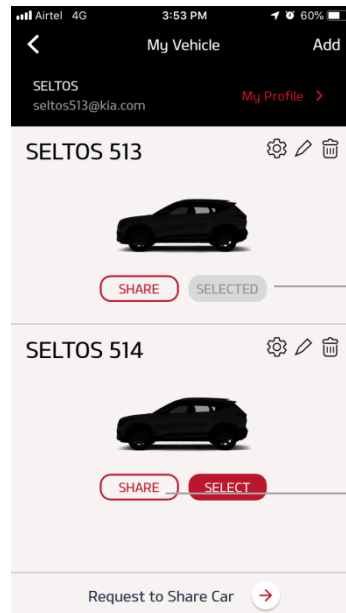 Airtel 4G 3:53 PM 60%
My Vehicle Add
SELTOS
seltos513@kia.com
My Profile >
SELTOS 513
SHARE SELECTED
SELTOS 514
SHARE SELECT
Request to Share Car